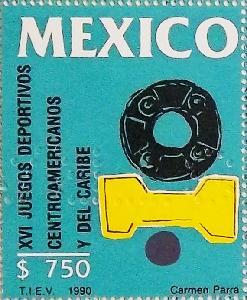 MEXICO
XVI JUEGOS DEPORTIVOS
CENTROAMERICANOS
Y DEL CARIBE
$ 750
T.I.E.V. 1990 Carmen Parra